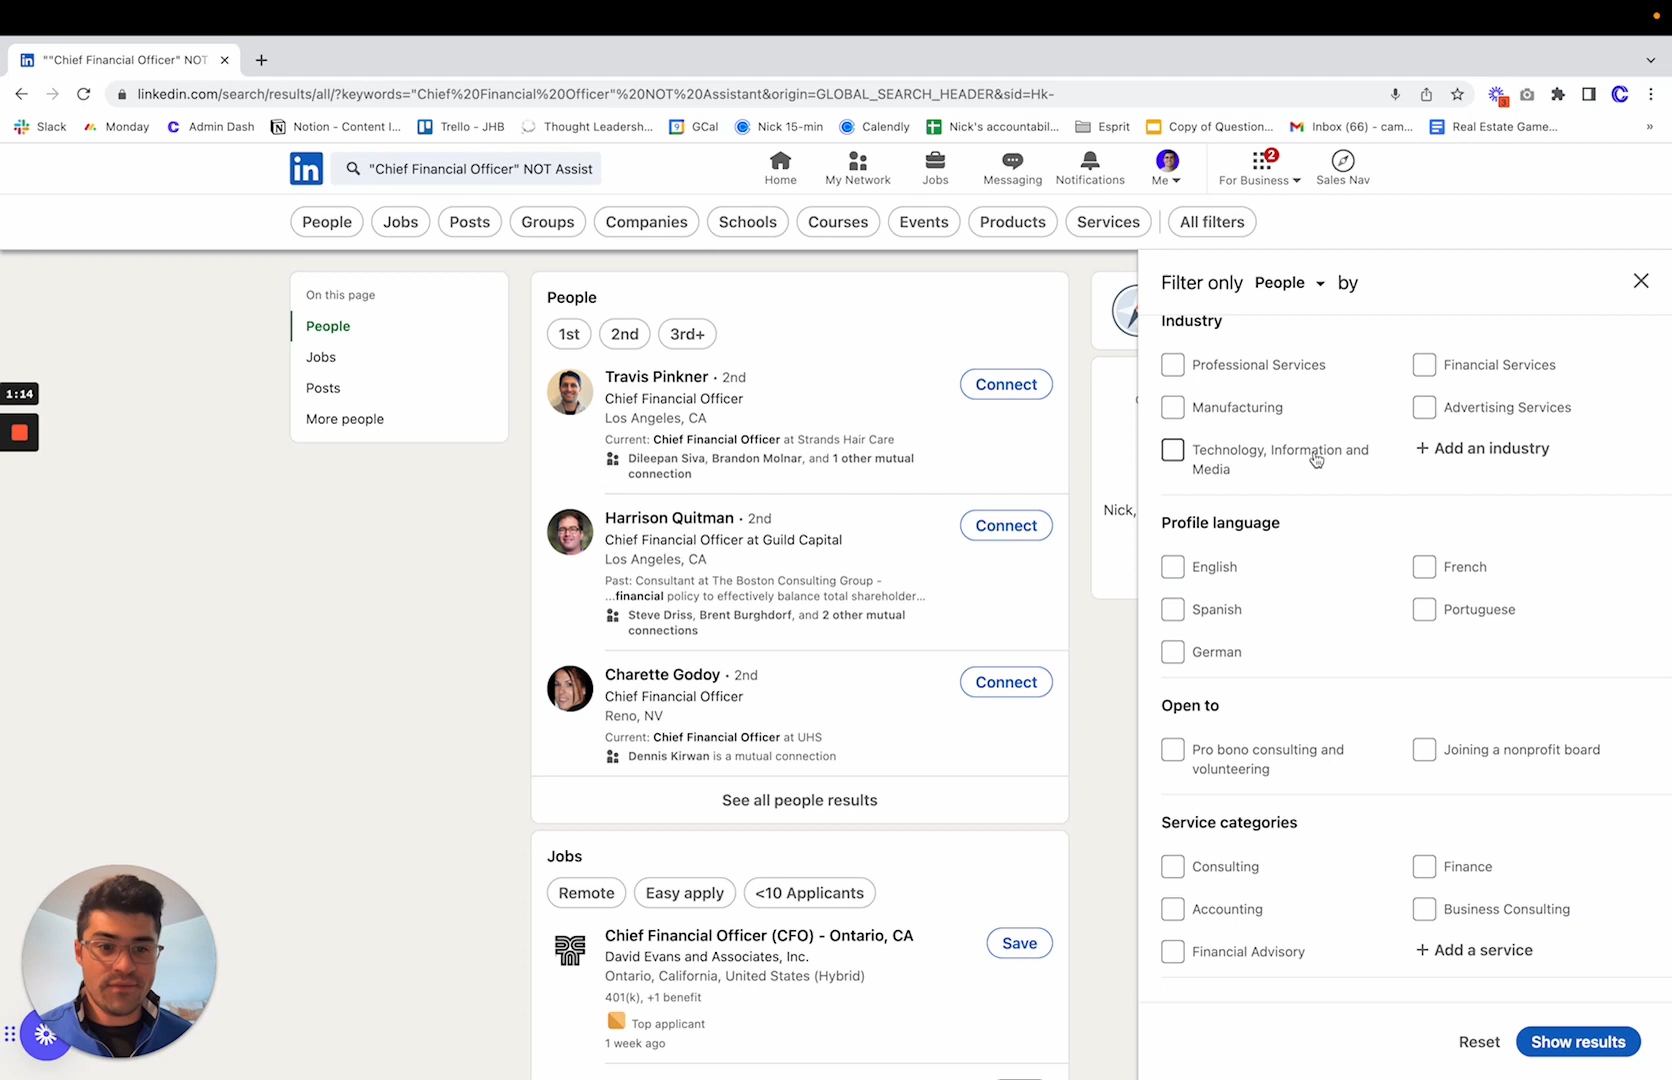 ""Chief Financial Officer" NOT
linkedin.com/search/results/all/?keywords="Chief%20Financial%20Officer"%20NOT%20Assistant&origin=GLOBAL_SEARCH_HEADER&sid=Hk-
3
Slack
Monday
Admin Dash
Notion - Content I...
Trello - JHB
Thought Leadersh...
GCal
Nick 15-min
Calendly
Nick's accountabil...
Esprit
Copy of Question...
Inbox (66) - cam...
Real Estate Game...
»
in
"Chief Financial Officer" NOT Assist
Home
My Network
Jobs
Messaging
Notifications
Me
2
For Business
Sales Nav
People
Jobs
Posts
Groups
Companies
Schools
Courses
Events
Products
Services
All filters
On this page
People
Jobs
Posts
More people
1:14
People
1st
2nd
3rd+
Travis Pinkner • 2nd
Chief Financial Officer
Los Angeles, CA
Current: Chief Financial Officer at Strands Hair Care
Dileepan Siva, Brandon Molnar, and 1 other mutual
connection
Connect
Harrison Quitman • 2nd
Chief Financial Officer at Guild Capital
Los Angeles, CA
Past: Consultant at The Boston Consulting Group -
...financial policy to effectively balance total shareholder...
Steve Driss, Brent Burghdorf, and 2 other mutual
connections
Connect
Charette Godoy • 2nd
Chief Financial Officer
Reno, NV
Current: Chief Financial Officer at UHS
Dennis Kirwan is a mutual connection
Connect
See all people results
Jobs
Remote
Easy apply
<10 Applicants
Chief Financial Officer (CFO) - Ontario, CA
David Evans and Associates, Inc.
Ontario, California, United States (Hybrid)
401(k), +1 benefit
Top applicant
1 week ago
Save
Nick,
Filter only People by
Industry
Professional Services
Financial Services
Manufacturing
Advertising Services
Technology, Information and
Media
+ Add an industry
Profile language
English
French
Spanish
Portuguese
German
Open to
Pro bono consulting and
volunteering
Joining a nonprofit board
Service categories
Consulting
Finance
Accounting
Business Consulting
Financial Advisory
+ Add a service
Reset
Show results